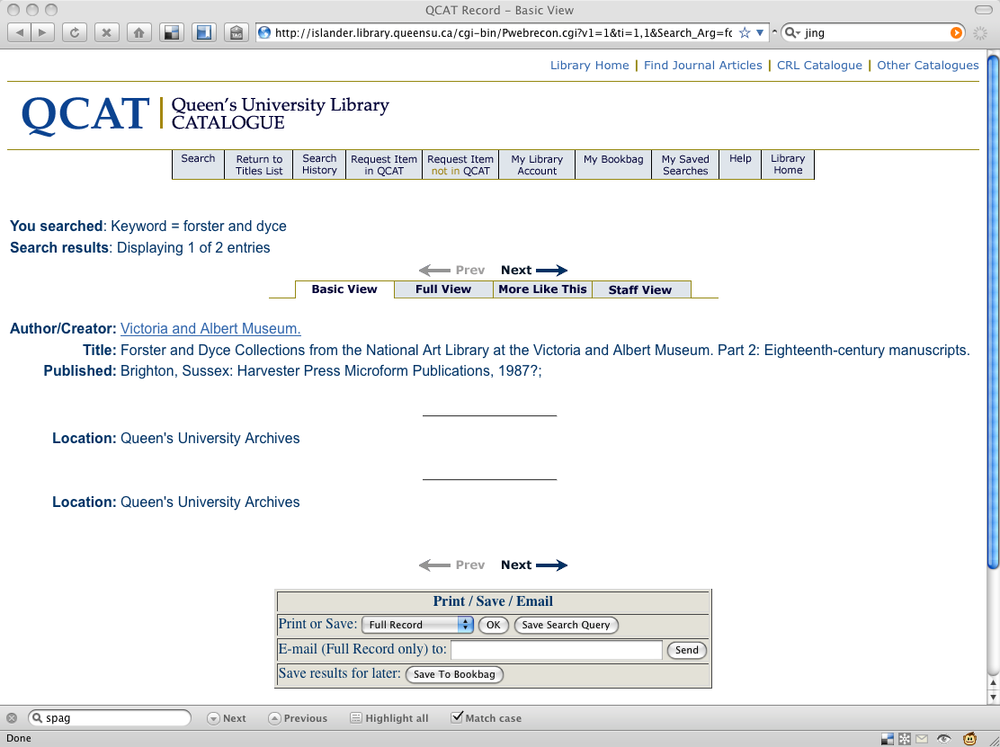 QCAT Record – Basic View
http://islander.library.queensu.ca/cgi-bin/Pwebrecon.cgi?v1=1&ti=1,1&Search_Arg=fo
jing
TAG
Library Home | Find Journal Articles | CRL Catalogue | Other Catalogues
QCAT | Queen's University Library
CATALOGUE
Search
Return to Titles List
Search History
Request Item in QCAT
Request Item not in QCAT
My Library Account
My Bookbag
My Saved Searches
Help
Library Home
You searched: Keyword = forster and dyce
Search results: Displaying 1 of 2 entries
Prev Next
Basic View Full View More Like This Staff View
Author/Creator: Victoria and Albert Museum.
Title: Forster and Dyce Collections from the National Art Library at the Victoria and Albert Museum. Part 2: Eighteenth-century manuscripts.
Published: Brighton, Sussex: Harvester Press Microform Publications, 1987?;
Location: Queen's University Archives
Location: Queen's University Archives
Prev Next
Print / Save / Email
Print or Save: Full Record OK Save Search Query
E-mail (Full Record only) to: Send
Save results for later: Save To Bookbag
spag Next Previous Highlight all Match case
Done